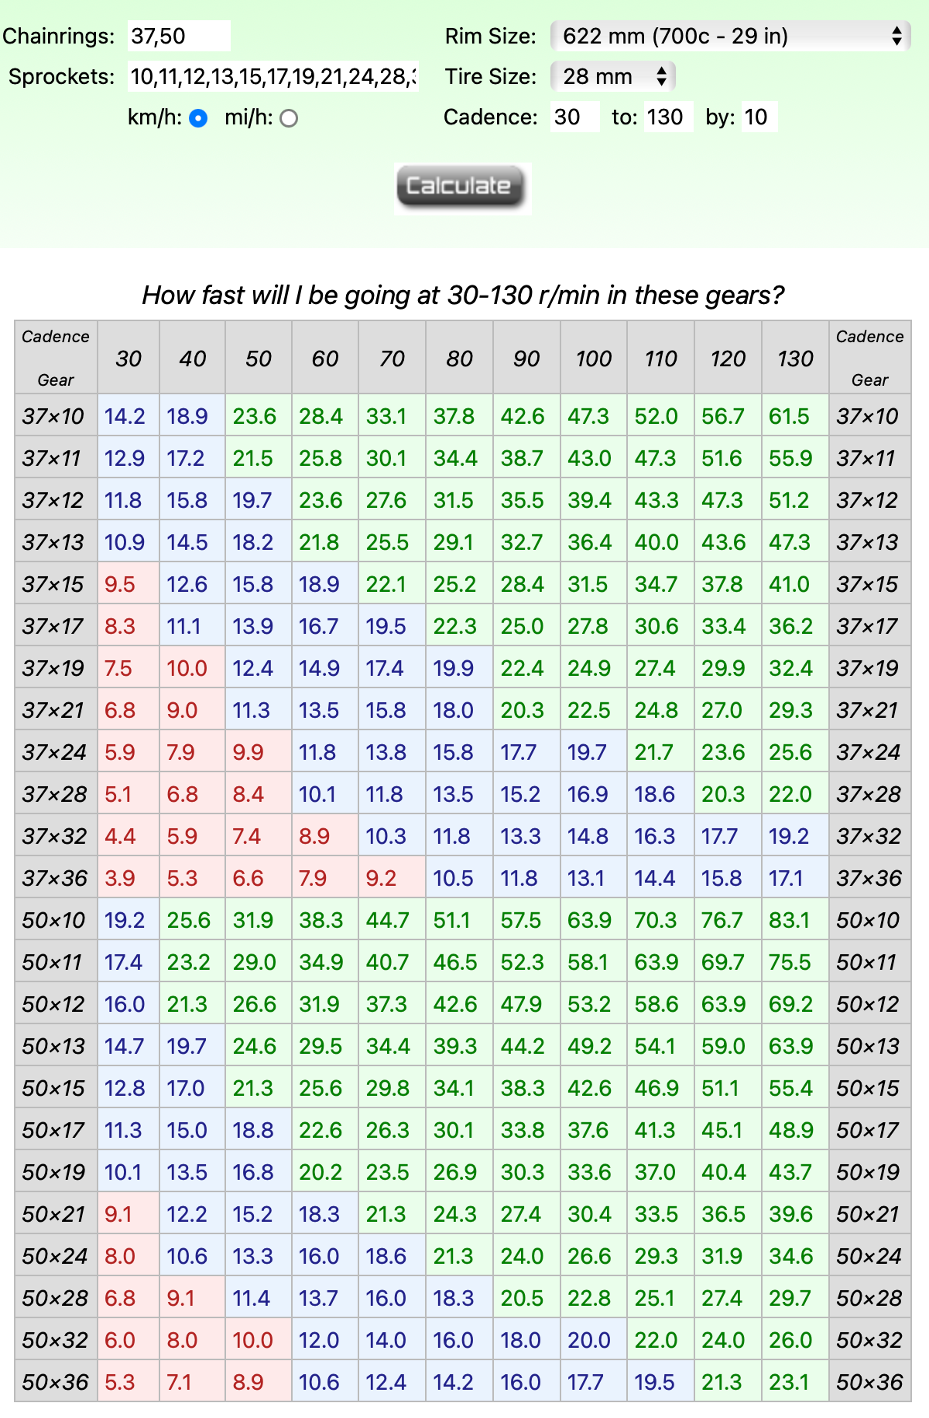 Chainrings: 37,50 Rim Size: 622 mm (700c - 29 in)
Sprockets: 10,11,12,13,15,17,19,21,24,28, Tire Size: 28 mm
km/h: mi/h: Cadence: 30 to: 130 by: 10
Calculate
How fast will I be going at 30-130 r/min in these gears?
Cadence Gear 30 40 50 60 70 80 90 100 110 120 130 Cadence Gear
37×10 14.2 18.9 23.6 28.4 33.1 37.8 42.6 47.3 52.0 56.7 61.5 37×10
37×11 12.9 17.2 21.5 25.8 30.1 34.4 38.7 43.0 47.3 51.6 55.9 37×11
37×12 11.8 15.8 19.7 23.6 27.6 31.5 35.5 39.4 43.3 47.3 51.2 37×12
37×13 10.9 14.5 18.2 21.8 25.5 29.1 32.7 36.4 40.0 43.6 47.3 37×13
37×15 9.5 12.6 15.8 18.9 22.1 25.2 28.4 31.5 34.7 37.8 41.0 37×15
37×17 8.3 11.1 13.9 16.7 19.5 22.3 25.0 27.8 30.6 33.4 36.2 37×17
37×19 7.5 10.0 12.4 14.9 17.4 19.9 22.4 24.9 27.4 29.9 32.4 37×19
37×21 6.8 9.0 11.3 13.5 15.8 18.0 20.3 22.5 24.8 27.0 29.3 37×21
37×24 5.9 7.9 9.9 11.8 13.8 15.8 17.7 19.7 21.7 23.6 25.6 37×24
37×28 5.1 6.8 8.4 10.1 11.8 13.5 15.2 16.9 18.6 20.3 22.0 37×28
37×32 4.4 5.9 7.4 8.9 10.3 11.8 13.3 14.8 16.3 17.7 19.2 37×32
37×36 3.9 5.3 6.6 7.9 9.2 10.5 11.8 13.1 14.4 15.8 17.1 37×36
50×10 19.2 25.6 31.9 38.3 44.7 51.1 57.5 63.9 70.3 76.7 83.1 50×10
50×11 17.4 23.2 29.0 34.9 40.7 46.5 52.3 58.1 63.9 69.7 75.5 50×11
50×12 16.0 21.3 26.6 31.9 37.3 42.6 47.9 53.2 58.6 63.9 69.2 50×12
50×13 14.7 19.7 24.6 29.5 34.4 39.3 44.2 49.2 54.1 59.0 63.9 50×13
50×15 12.8 17.0 21.3 25.6 29.8 34.1 38.3 42.6 46.9 51.1 55.4 50×15
50×17 11.3 15.0 18.8 22.6 26.3 30.1 33.8 37.6 41.3 45.1 48.9 50×17
50×19 10.1 13.5 16.8 20.2 23.5 26.9 30.3 33.6 37.0 40.4 43.7 50×19
50×21 9.1 12.2 15.2 18.3 21.3 24.3 27.4 30.4 33.5 36.5 39.6 50×21
50×24 8.0 10.6 13.3 16.0 18.6 21.3 24.0 26.6 29.3 31.9 34.6 50×24
50×28 6.8 9.1 11.4 13.7 16.0 18.3 20.5 22.8 25.1 27.4 29.7 50×28
50×32 6.0 8.0 10.0 12.0 14.0 16.0 18.0 20.0 22.0 24.0 26.0 50×32
50×36 5.3 7.1 8.9 10.6 12.4 14.2 16.0 17.7 19.5 21.3 23.1 50×36